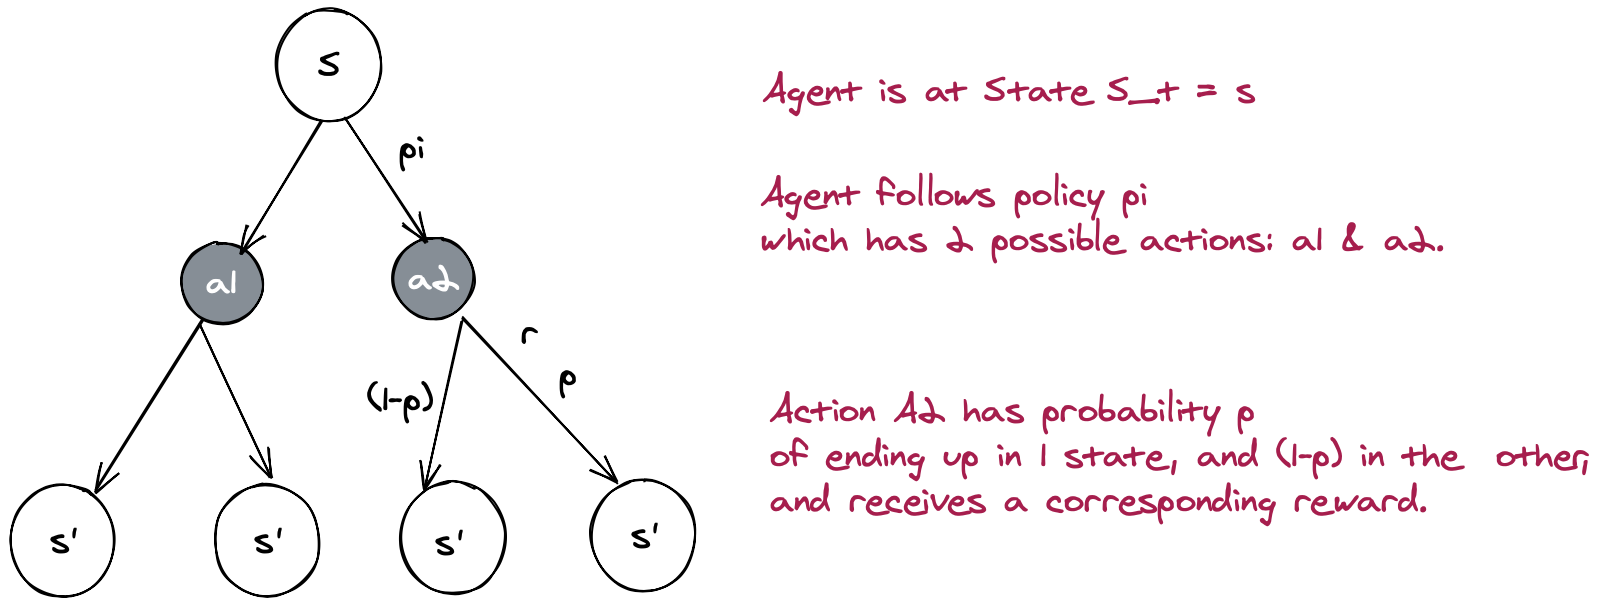 s
Agent is at State S_t = s
pi
Agent follows policy pi
which has 2 possible actions: a1 & a2.
a1
a2
r
p
(1-p)
Action A2 has probability p
of ending up in 1 state, and (1-p) in the other,
and receives a corresponding reward.
s'
s'
s'
s'